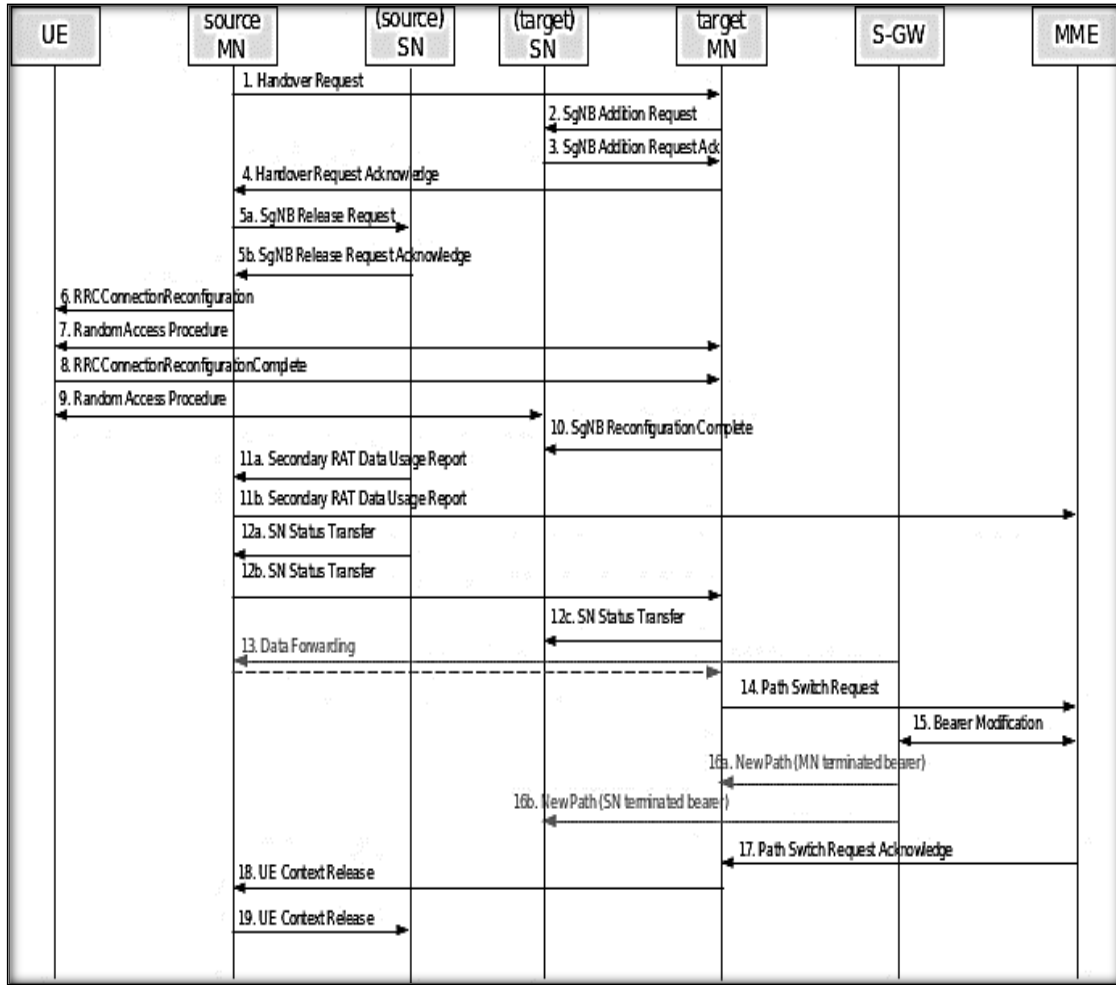 UE
source
MN
(source)
SN
(target)
SN
target
MN
S-GW
MME
1. Handover Request
2. SgNB Addition Request
3. SgNB Addition Request Ack
4. Handover Request Acknowledge
5a. SgNB Release Request
5b. SgNB Release Request Acknowledge
6. RRCConnectionReconfiguration
7. Random Access Procedure
8. RRCConnectionReconfigurationComplete
9. Random Access Procedure
10. SgNB Reconfiguration Complete
11a. Secondary RAT Data Usage Report
11b. Secondary RAT Data Usage Report
12a. SN Status Transfer
12b. SN Status Transfer
12c. SN Status Transfer
13. Data Forwarding
14. Path Switch Request
15. Bearer Modification
16a. New Path (MN terminated bearer)
16b. New Path (SN terminated bearer)
17. Path Switch Request Acknowledge
18. UE Context Release
19. UE Context Release